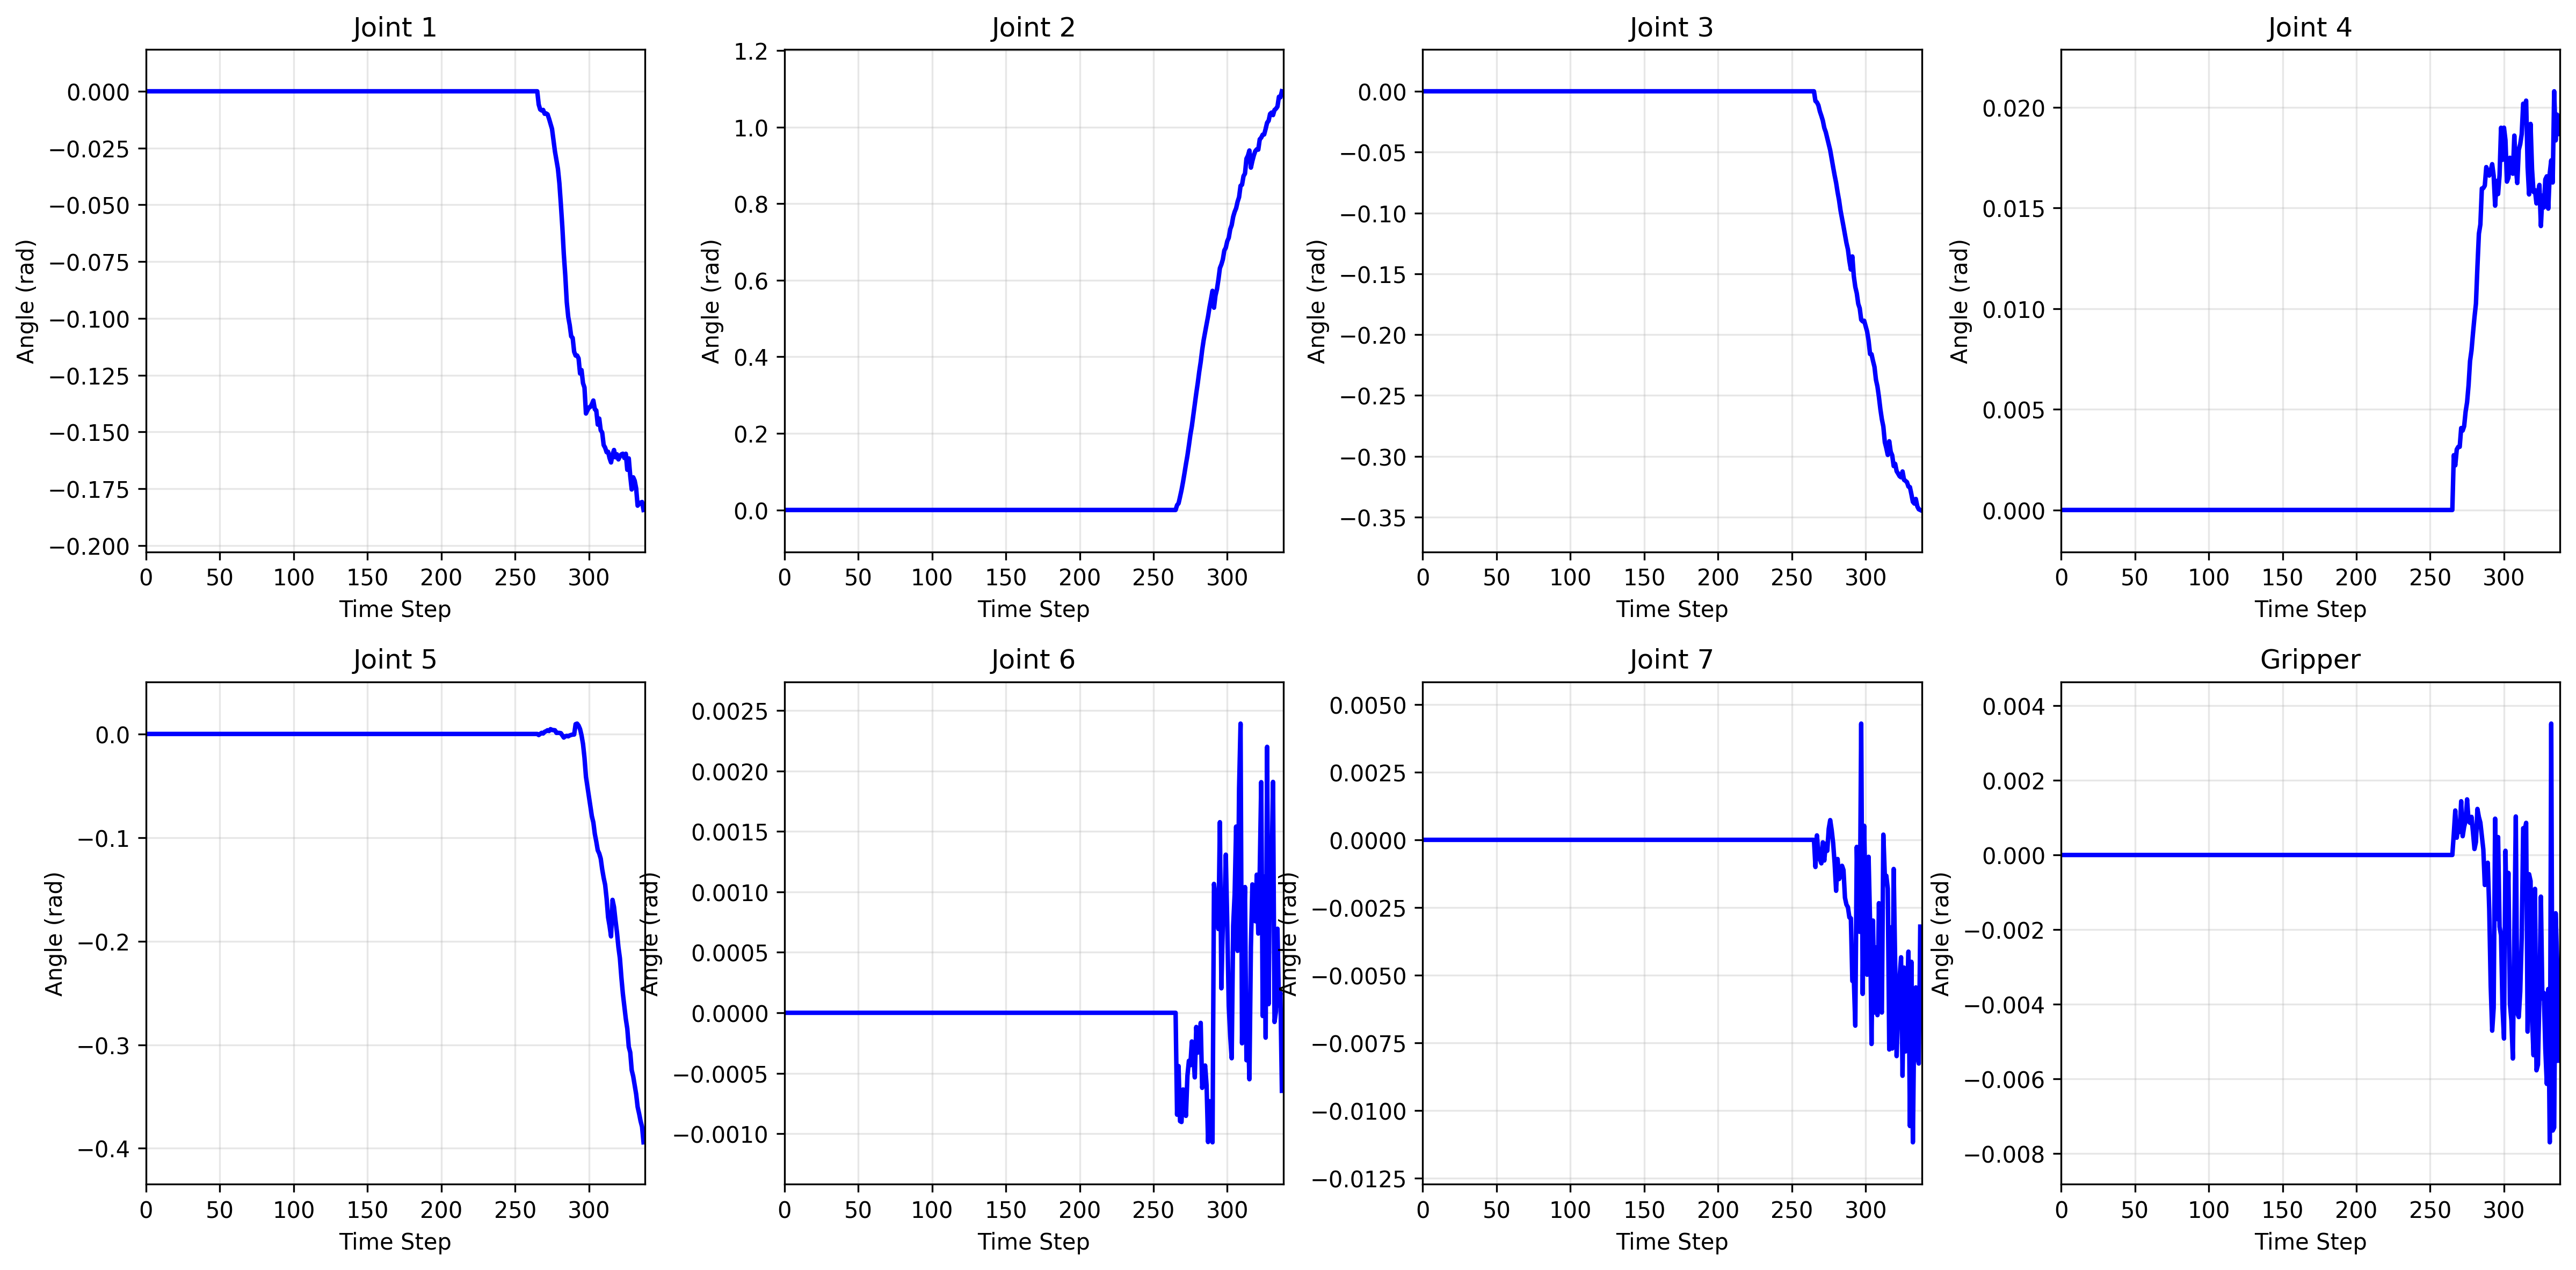 Joint 1
Angle (rad)
0.000
−0.025
−0.050
−0.075
−0.100
−0.125
−0.150
−0.175
−0.200
0 50 100 150 200 250 300
Time Step
Joint 2
Angle (rad)
1.2
1.0
0.8
0.6
0.4
0.2
0.0
0 50 100 150 200 250 300
Time Step
Joint 3
Angle (rad)
0.00
−0.05
−0.10
−0.15
−0.20
−0.25
−0.30
−0.35
0 50 100 150 200 250 300
Time Step
Joint 4
Angle (rad)
0.020
0.015
0.010
0.005
0.000
0 50 100 150 200 250 300
Time Step
Joint 5
Angle (rad)
0.0
−0.1
−0.2
−0.3
−0.4
0 50 100 150 200 250 300
Time Step
Joint 6
Angle (rad)
0.0025
0.0020
0.0015
0.0010
0.0005
0.0000
−0.0005
−0.0010
0 50 100 150 200 250 300
Time Step
Joint 7
Angle (rad)
0.0050
0.0025
0.0000
−0.0025
−0.0050
−0.0075
−0.0100
−0.0125
0 50 100 150 200 250 300
Time Step
Gripper
Angle (rad)
0.004
0.002
0.000
−0.002
−0.004
−0.006
−0.008
0 50 100 150 200 250 300
Time Step